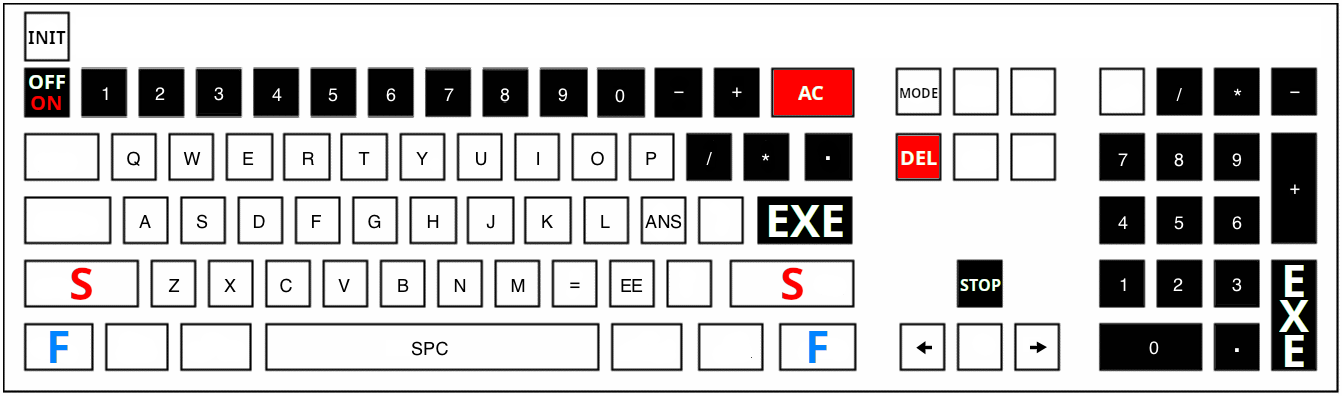 INIT
OFF
ON 1 2 3 4 5 6 7 8 9 0 − + AC MODE / * −
Q W E R T Y U I O P / * . DEL 7 8 9 +
A S D F G H J K L ANS EXE 4 5 6
S Z X C V B N M = EE S STOP 1 2 3 EXE
F SPC F ← → 0 .